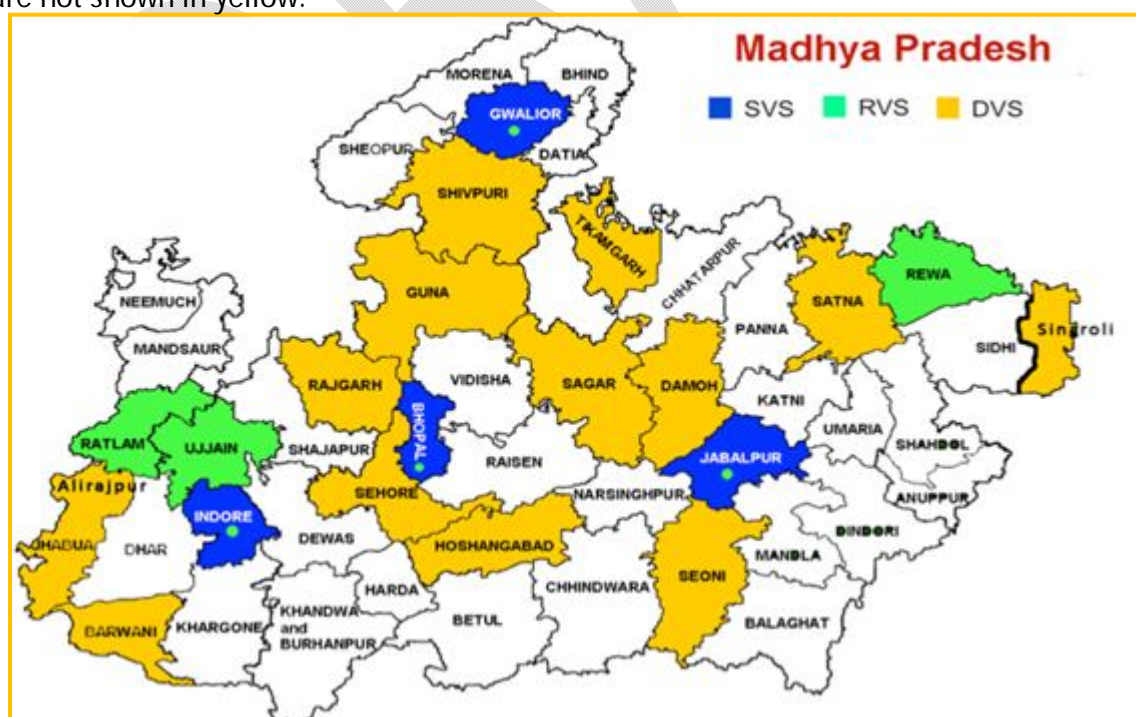 are not shown in yellow.
Madhya Pradesh
SVS RVS DVS
MORENA
BHIND
GWALIOR
SHEOPUR
DATIA
SHIVPURI
TIKAMGARH
CHHATARPUR
REWA
GUNA
NEEMUCH
SATNA
PANNA
Singroli
SIDHI
MANDSAUR
VIDISHA
RAJGARH
SAGAR
DAMOH
KATNI
BHOPAL
UMARIA
RATLAM
UJJAIN
SHAJAPUR
SHAHDOL
RAISEN
JABALPUR
Alirajpur
SEHORE
NARSINGHPUR
ANUPPUR
INDORE
DINDORI
DEWAS
HOSHANGABAD
JHABUA
DHAR
MANDLA
SEONI
HARDA
CHHINDWARA
KHANDWA
and
BURHANPUR
BETUL
BARWANI
KHARGONE
BALAGHAT